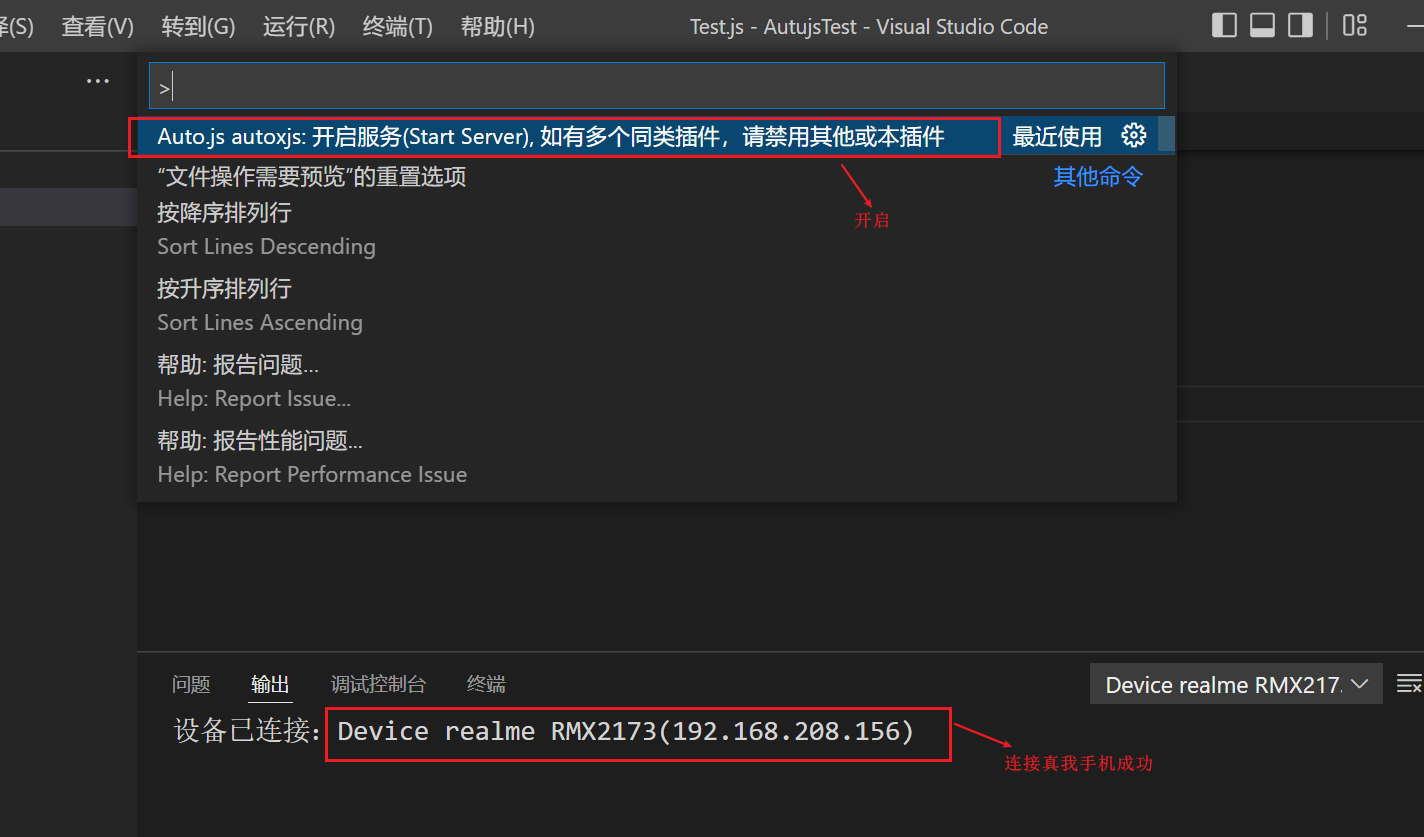 择(S) 查看(V) 转到(G) 运行(R) 终端(T) 帮助(H) Test.js - AutujsTest - Visual Studio Code
>
Auto.js autoxjs: 开启服务(Start Server), 如有多个同类插件，请禁用其他或本插件 最近使用
“文件操作需要预览”的重置选项 其他命令
按降序排列行
开启
Sort Lines Descending
按升序排列行
Sort Lines Ascending
帮助: 报告问题...
Help: Report Issue...
帮助: 报告性能问题...
Help: Report Performance Issue
问题 输出 调试控制台 终端 Device realme RMX217.
设备已连接：Device realme RMX2173(192.168.208.156)
连接真我手机成功